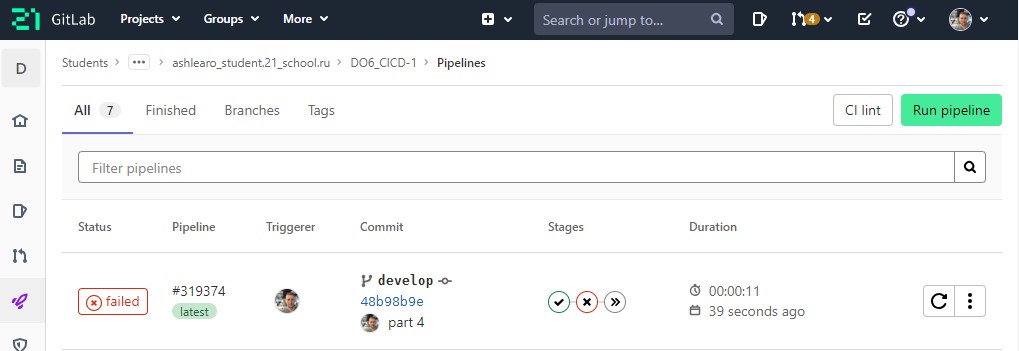 GitLab Projects Groups More Search or jump to... 4
D Students ashlearo_student.21_school.ru DO6_CICD-1 Pipelines
All 7 Finished Branches Tags CI lint Run pipeline
Filter pipelines
Status Pipeline Triggerer Commit Stages Duration
develop
failed #319374 48b98b9e 00:00:11
latest part 4 39 seconds ago